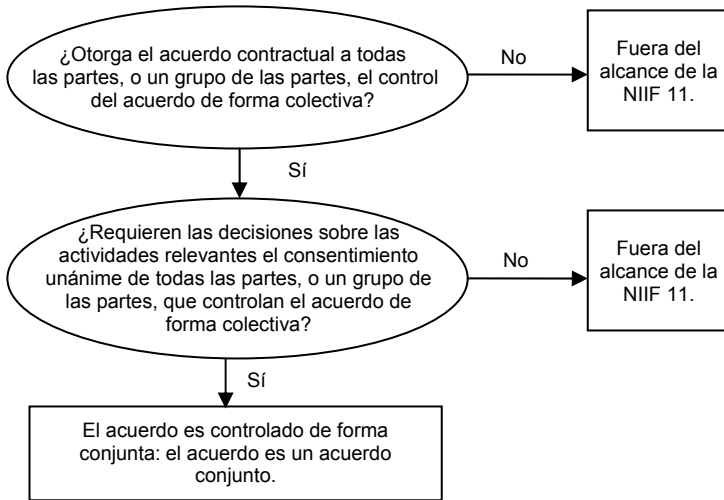 ¿Otorga el acuerdo contractual a todas
las partes, o un grupo de las partes, el control
del acuerdo de forma colectiva?
No
Fuera del
alcance de la
NIIF 11.
Sí
¿Requieren las decisiones sobre las
actividades relevantes el consentimiento
unánime de todas las partes, o un grupo de
las partes, que controlan el acuerdo de
forma colectiva?
No
Fuera del
alcance de la
NIIF 11.
Sí
El acuerdo es controlado de forma
conjunta: el acuerdo es un acuerdo
conjunto.